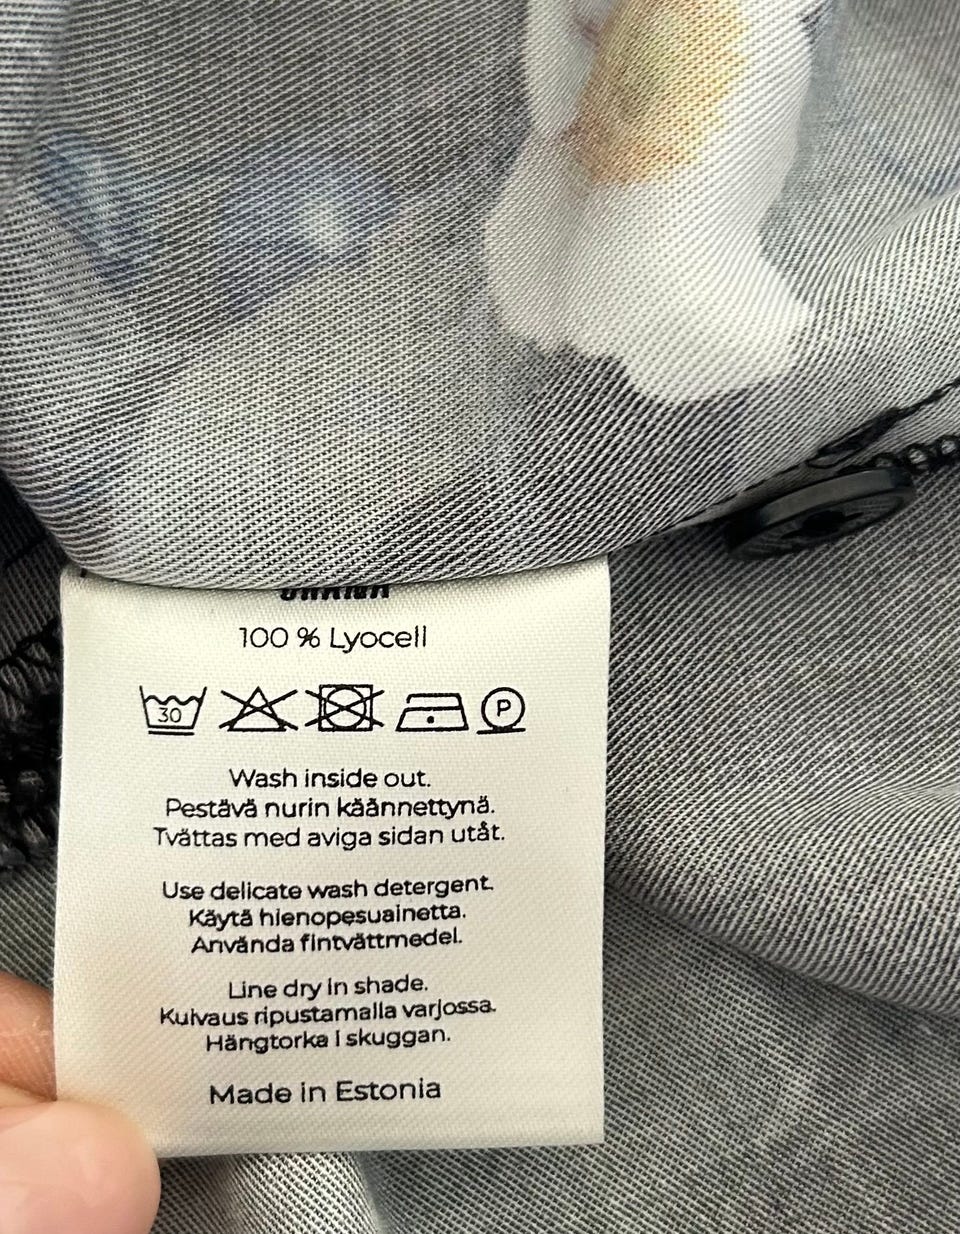 100 % Lyocell
30 P
Wash inside out.
Pestävä nurin käännettynä.
Tvättas med aviga sidan utåt.
Use delicate wash detergent.
Käytä hienopesuainetta.
Använda fintvättmedel.
Line dry in shade.
Kuivaus ripustamalla varjossa.
Hängtorka i skuggan.
Made in Estonia